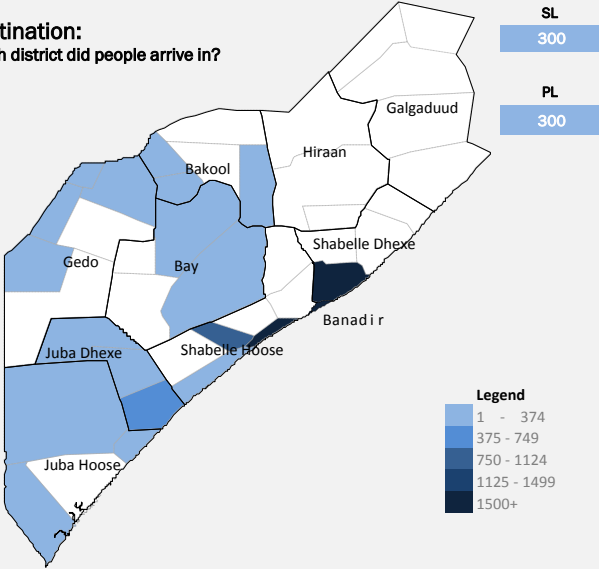 tination:
h district did people arrive in?
SL
300
PL
300
Galgaduud
Hiraan
Bakool
Shabelle Dhexe
Gedo
Bay
Banadir
Shabelle Hoose
Juba Dhexe
Juba Hoose
Legend
1 - 374
375 - 749
750 - 1124
1125 - 1499
1500+